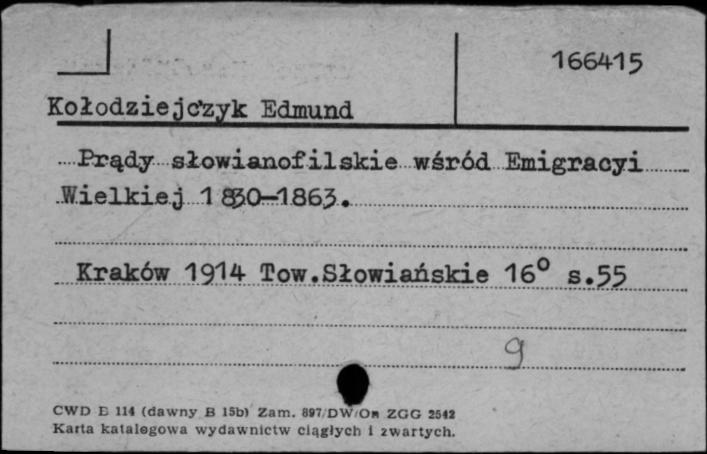 166415
Kołodziejczyk Edmund
Prądy słowianofilskie wśród Emigracyi
Wielkiej 1830-1863.
Kraków 1914 Tow.Słowiańskie 16° s.55
9
CWD E 114 (dawny B 15b) Zam. 897/DW/Om ZGG 2542
Karta katalogowa wydawnictw ciągłych i zwartych.